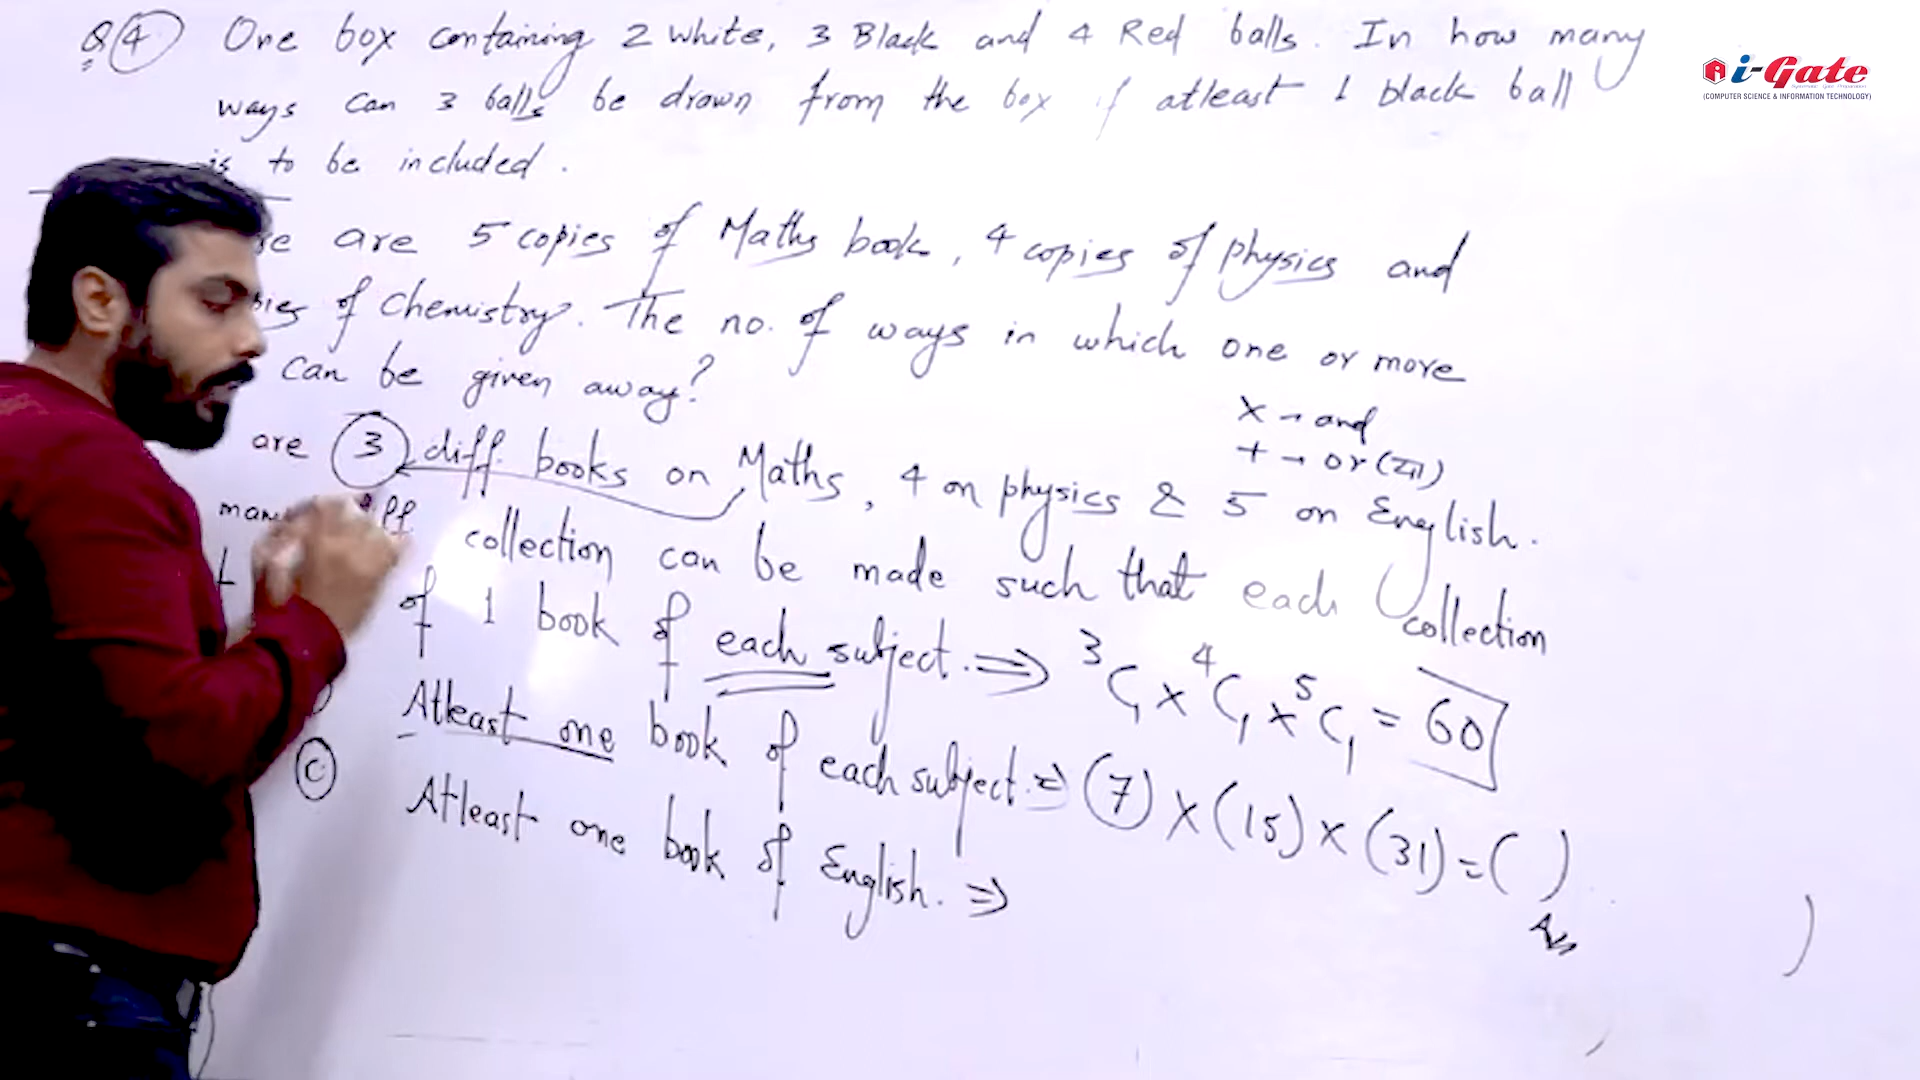 Q④ One box containing 2 white, 3 Black and 4 Red balls. In how many
ways can 3 balls be drawn from the box if atleast 1 black ball
is to be included.
are 5 copies of Maths book, 4 copies of physics and
of Chemistry. The no. of ways in which one or more
can be given away?
x → and
+ → or
are 3 diff. books on Maths, 4 on physics & 5 on English.
collection can be made such that each collection
of 1 book of each subject. ⇒ ³C₁ x ⁴C₁ x ⁵C₁ = 60
Atleast one book of each subject. ⇒ (7) x (15) x (31) = ( )
Ans
(c) Atleast one book of English. ⇒
i-Gate
(COMPUTER SCIENCE & INFORMATION TECHNOLOGY)